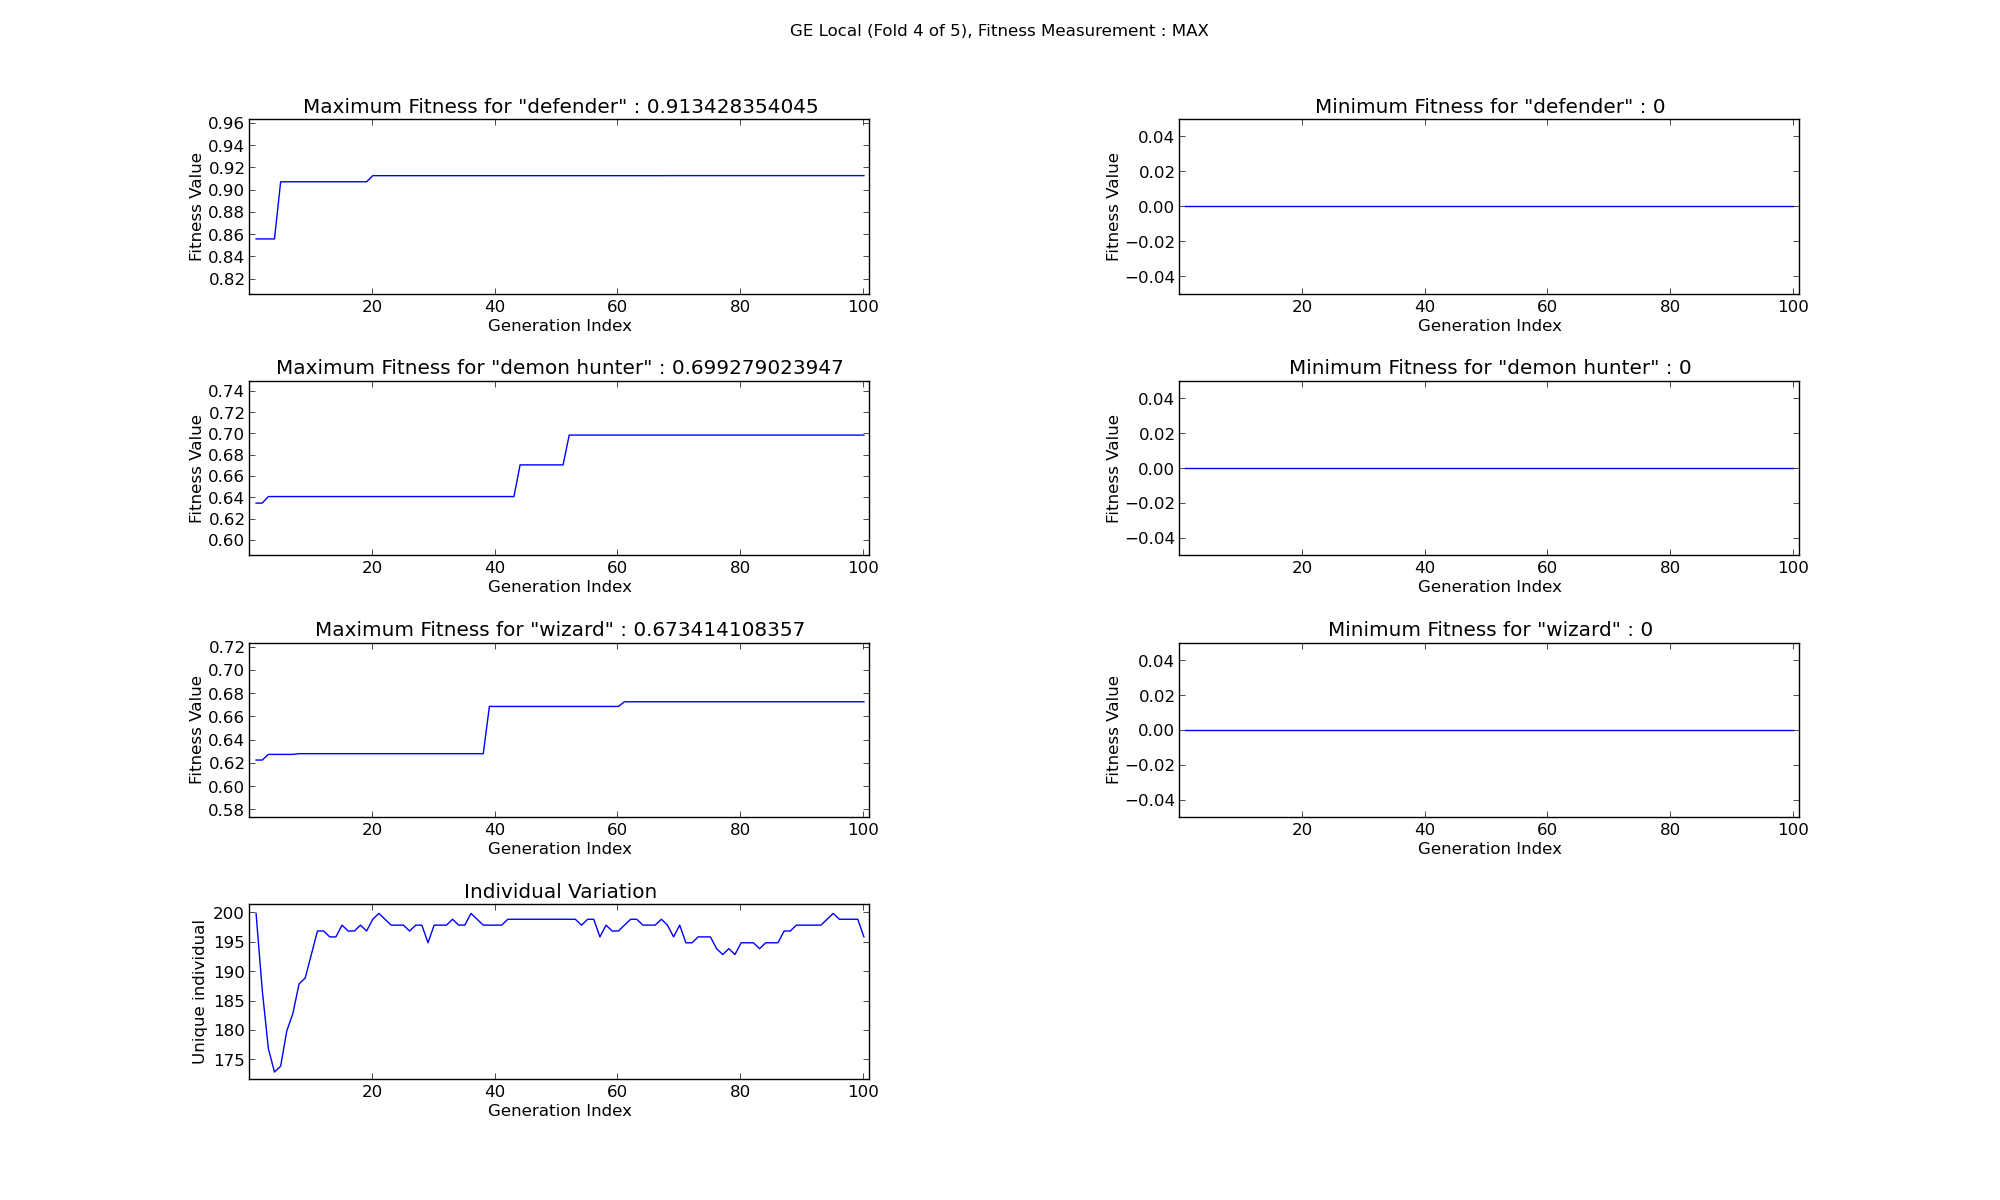 GE Local (Fold 4 of 5), Fitness Measurement : MAX
Maximum Fitness for "defender" : 0.913428354045
Fitness Value
0.96
0.94
0.92
0.90
0.88
0.86
0.84
0.82
20 40 60 80 100
Generation Index
Minimum Fitness for "defender" : 0
Fitness Value
0.04
0.02
0.00
−0.02
−0.04
20 40 60 80 100
Generation Index
Maximum Fitness for "demon hunter" : 0.699279023947
Fitness Value
0.74
0.72
0.70
0.68
0.66
0.64
0.62
0.60
20 40 60 80 100
Generation Index
Minimum Fitness for "demon hunter" : 0
Fitness Value
0.04
0.02
0.00
−0.02
−0.04
20 40 60 80 100
Generation Index
Maximum Fitness for "wizard" : 0.673414108357
Fitness Value
0.72
0.70
0.68
0.66
0.64
0.62
0.60
0.58
20 40 60 80 100
Generation Index
Minimum Fitness for "wizard" : 0
Fitness Value
0.04
0.02
0.00
−0.02
−0.04
20 40 60 80 100
Generation Index
Individual Variation
Unique individual
200
195
190
185
180
175
20 40 60 80 100
Generation Index